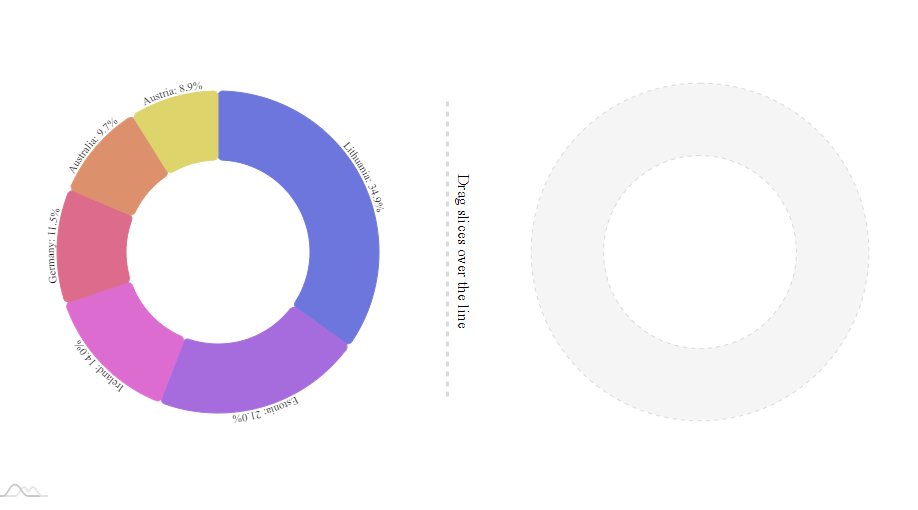 Austria: 8.9%
Lithuania: 34.9%
Australia: 9.7%
Germany: 11.5%
Ireland: 14.0%
Estonia: 21.0%
Drag slices over the line